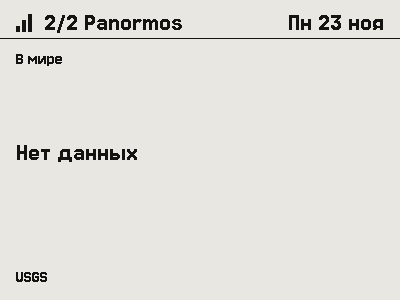 2/2 Panormos Пн 23 ноя
В мире
Нет данных
USGS